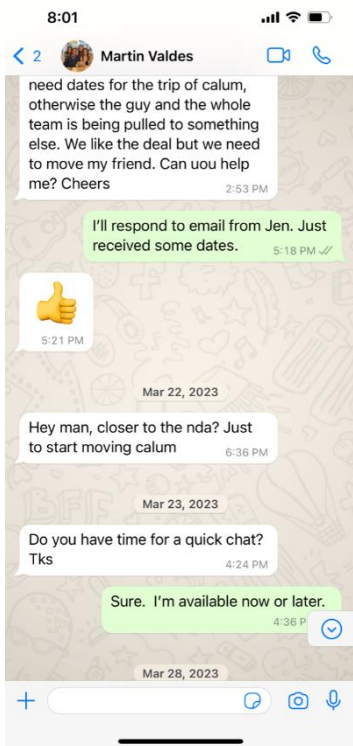 8:01
2
Martin Valdes
need dates for the trip of calum,
otherwise the guy and the whole
team is being pulled to something
else. We like the deal but we need
to move my friend. Can uou help
me? Cheers
2:53 PM
I’ll respond to email from Jen. Just
received some dates.
5:18 PM
5:21 PM
Mar 22, 2023
Hey man, closer to the nda? Just
to start moving calum
6:36 PM
Mar 23, 2023
Do you have time for a quick chat?
Tks
4:24 PM
Sure.  I’m available now or later.
4:36 P
Mar 28, 2023